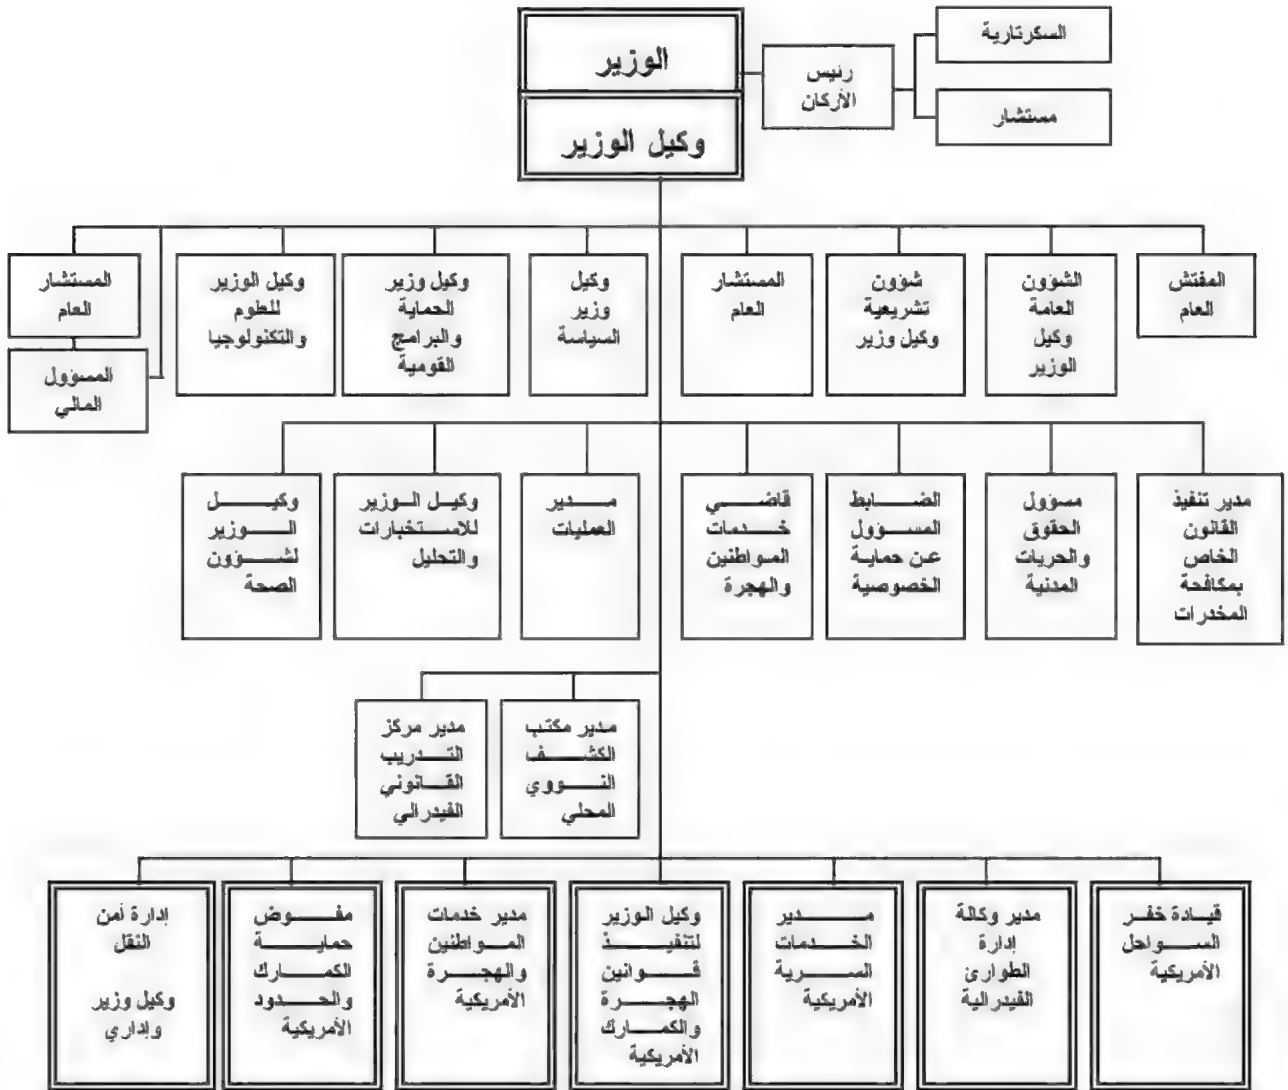 الوزير
وكيل الوزير
رئيس
الأركان
السكرتارية
مستشار
المفتش
العام
الشؤون
العامة
وكيل
الوزير
شؤون
تشريعية
وكيل وزير
المستشار
العام
وكيل
وزير
السياسة
وكيل وزير
الحماية
والبرامج
القومية
وكيل الوزير
للعلوم
والتكنولوجيا
المستشار
العام
المسؤول
المالي
مدير تنفيذ
القانون
الخاص
بمكافحة
المخدرات
مسؤول
الحقوق
والحريات
المدنية
الضابط
المسؤول
عن حماية
الخصوصية
قاضي
خدمات
المواطنين
والهجرة
مدير
العمليات
وكيل الوزير
للاستخبارات
والتحليل
وكيل
الوزير
لشؤون
الصحة
مدير مكتب
الكشف
النووي
المحلي
مدير مركز
التدريب
القانوني
الفيدرالي
قيادة خفر
السواحل
الأمريكية
مدير وكالة
إدارة
الطوارئ
الفيدرالية
مدير
الخدمات
السرية
الأمريكية
وكيل الوزير
لتنفيذ
قوانين
الهجرة
والكمارك
الأمريكية
مدير خدمات
المواطنين
والهجرة
الأمريكية
مفوض
حماية
الكمارك
والحدود
الأمريكية
إدارة أمن
النقل
وكيل وزير
وإداري